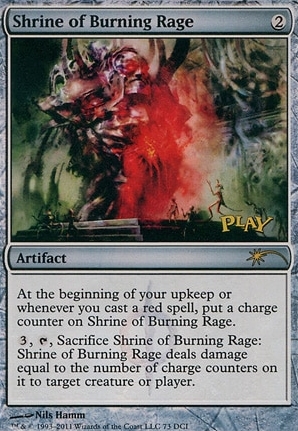 Shrine of Burning Rage 2
PLAY
Artifact
At the beginning of your upkeep or
whenever you cast a red spell, put a charge
counter on Shrine of Burning Rage.
3, , Sacrifice Shrine of Burning Rage:
Shrine of Burning Rage deals damage
equal to the number of charge counters on
it to target creature or player.
Nils Hamm
™ & © 1993–2011 Wizards of the Coast LLC 73 DCI